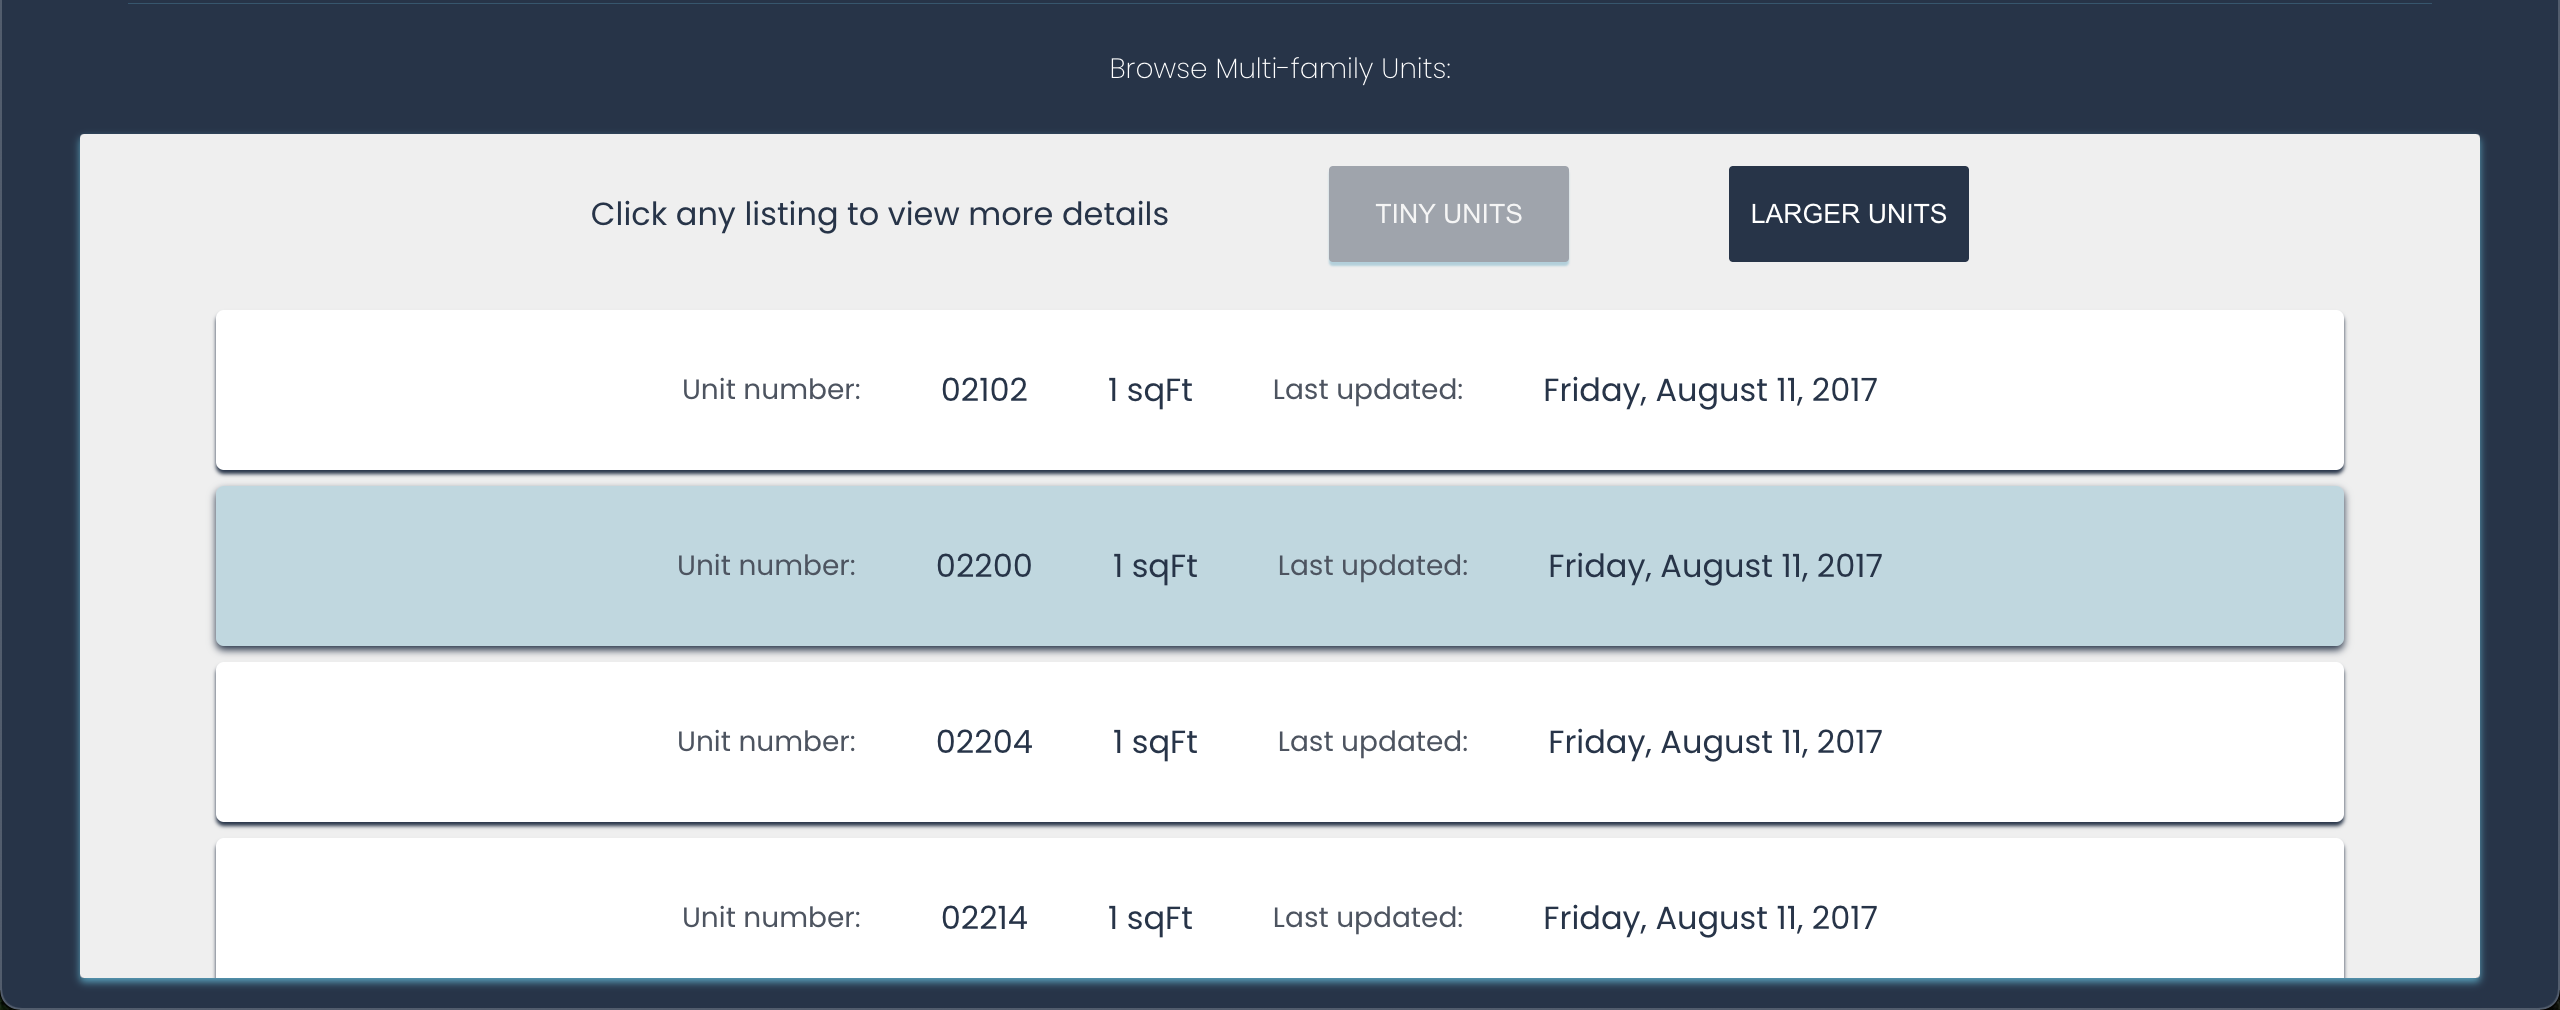 Browse Multi-family Units:
Click any listing to view more details TINY UNITS LARGER UNITS
Unit number: 02102 1 sqFt Last updated: Friday, August 11, 2017
Unit number: 02200 1 sqFt Last updated: Friday, August 11, 2017
Unit number: 02204 1 sqFt Last updated: Friday, August 11, 2017
Unit number: 02214 1 sqFt Last updated: Friday, August 11, 2017